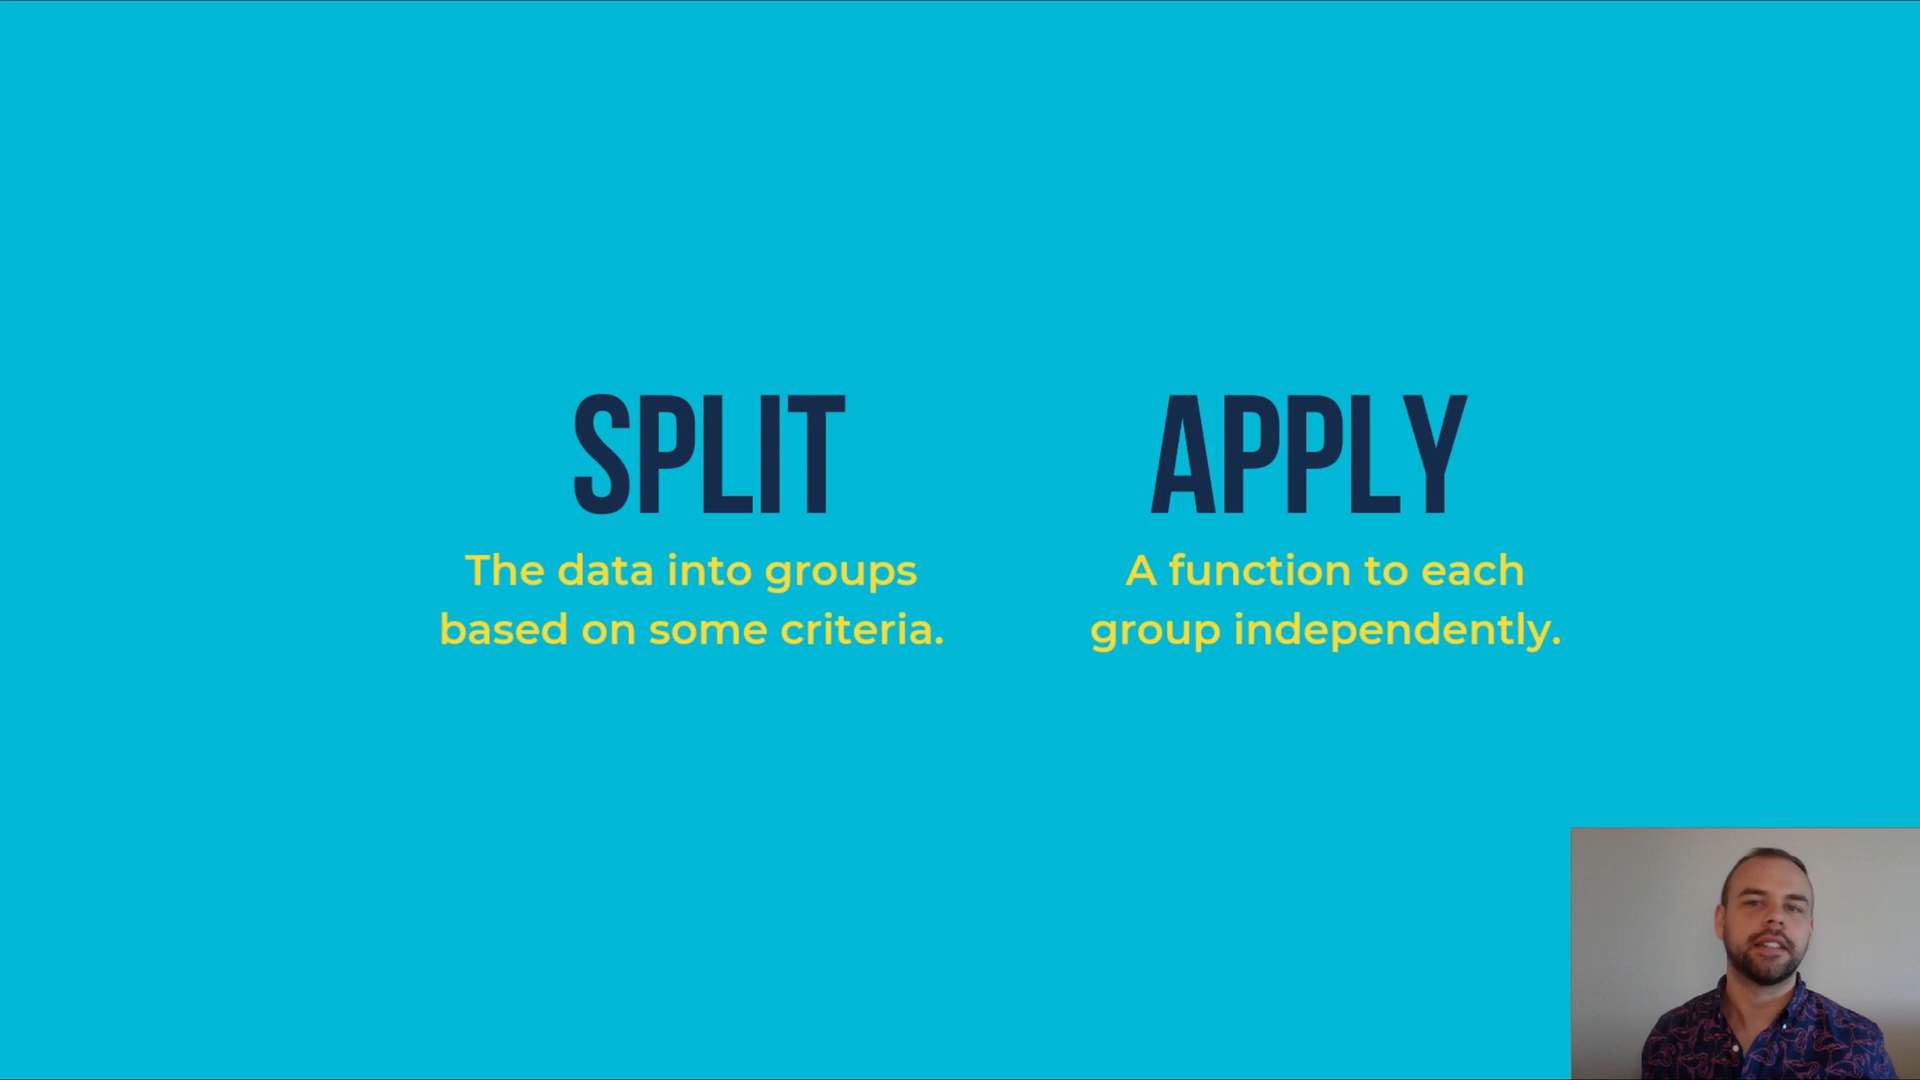 SPLIT
The data into groups
based on some criteria.
APPLY
A function to each
group independently.